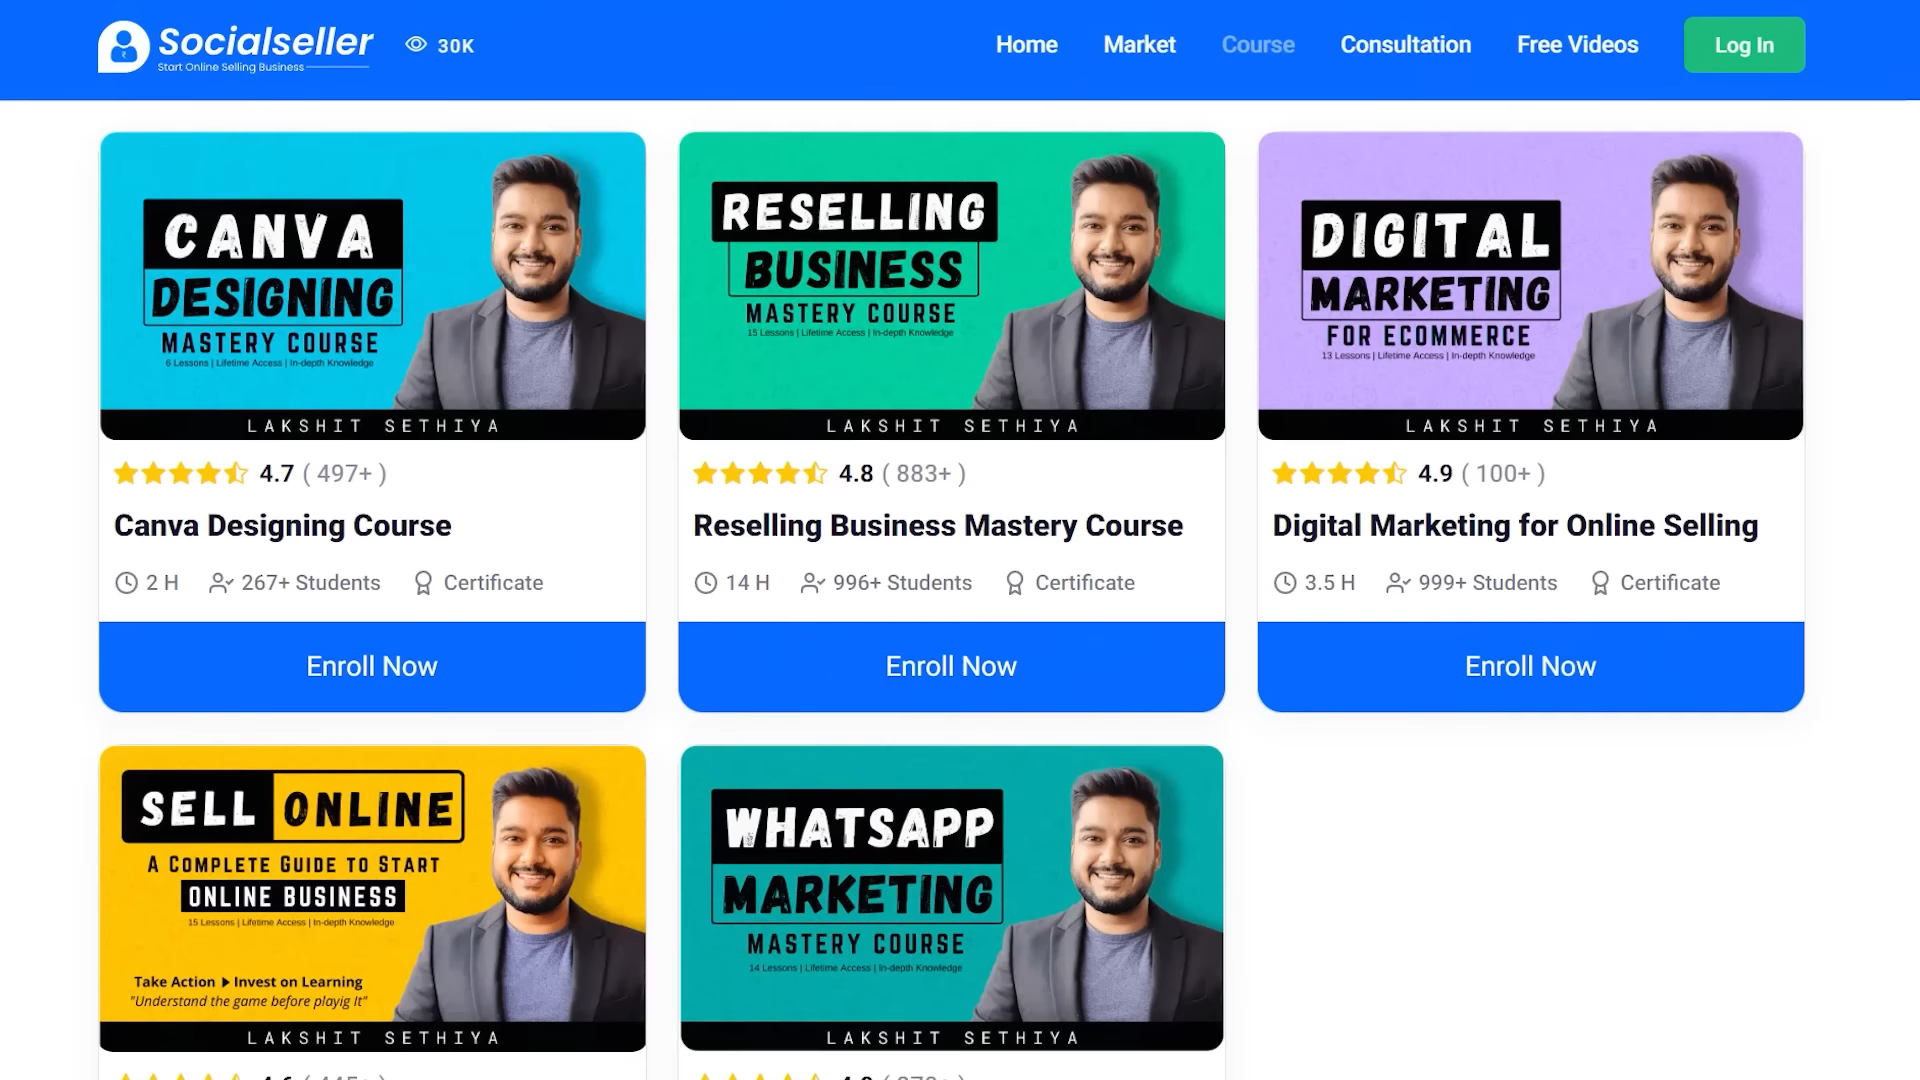 Socialseller
Start Online Selling Business
30K
Home
Market
Course
Consultation
Free Videos
Log In
CANVA
DESIGNING
MASTERY COURSE
6 Lessons | Lifetime Access | In-depth Knowledge
LAKSHIT SETHIYA
4.7 ( 497+ )
Canva Designing Course
2 H
267+ Students
Certificate
Enroll Now
RESELLING
BUSINESS
MASTERY COURSE
15 Lessons | Lifetime Access | In-depth Knowledge
LAKSHIT SETHIYA
4.8 ( 883+ )
Reselling Business Mastery Course
14 H
996+ Students
Certificate
Enroll Now
DIGITAL
MARKETING
FOR ECOMMERCE
13 Lessons | Lifetime Access | In-depth Knowledge
LAKSHIT SETHIYA
4.9 ( 100+ )
Digital Marketing for Online Selling
3.5 H
999+ Students
Certificate
Enroll Now
SELL ONLINE
A COMPLETE GUIDE TO START
ONLINE BUSINESS
15 Lessons | Lifetime Access | In-depth Knowledge
Take Action ▶ Invest on Learning
"Understand the game before playig It"
LAKSHIT SETHIYA
WHATSAPP
MARKETING
MASTERY COURSE
14 Lessons | Lifetime Access | In-depth Knowledge
LAKSHIT SETHIYA